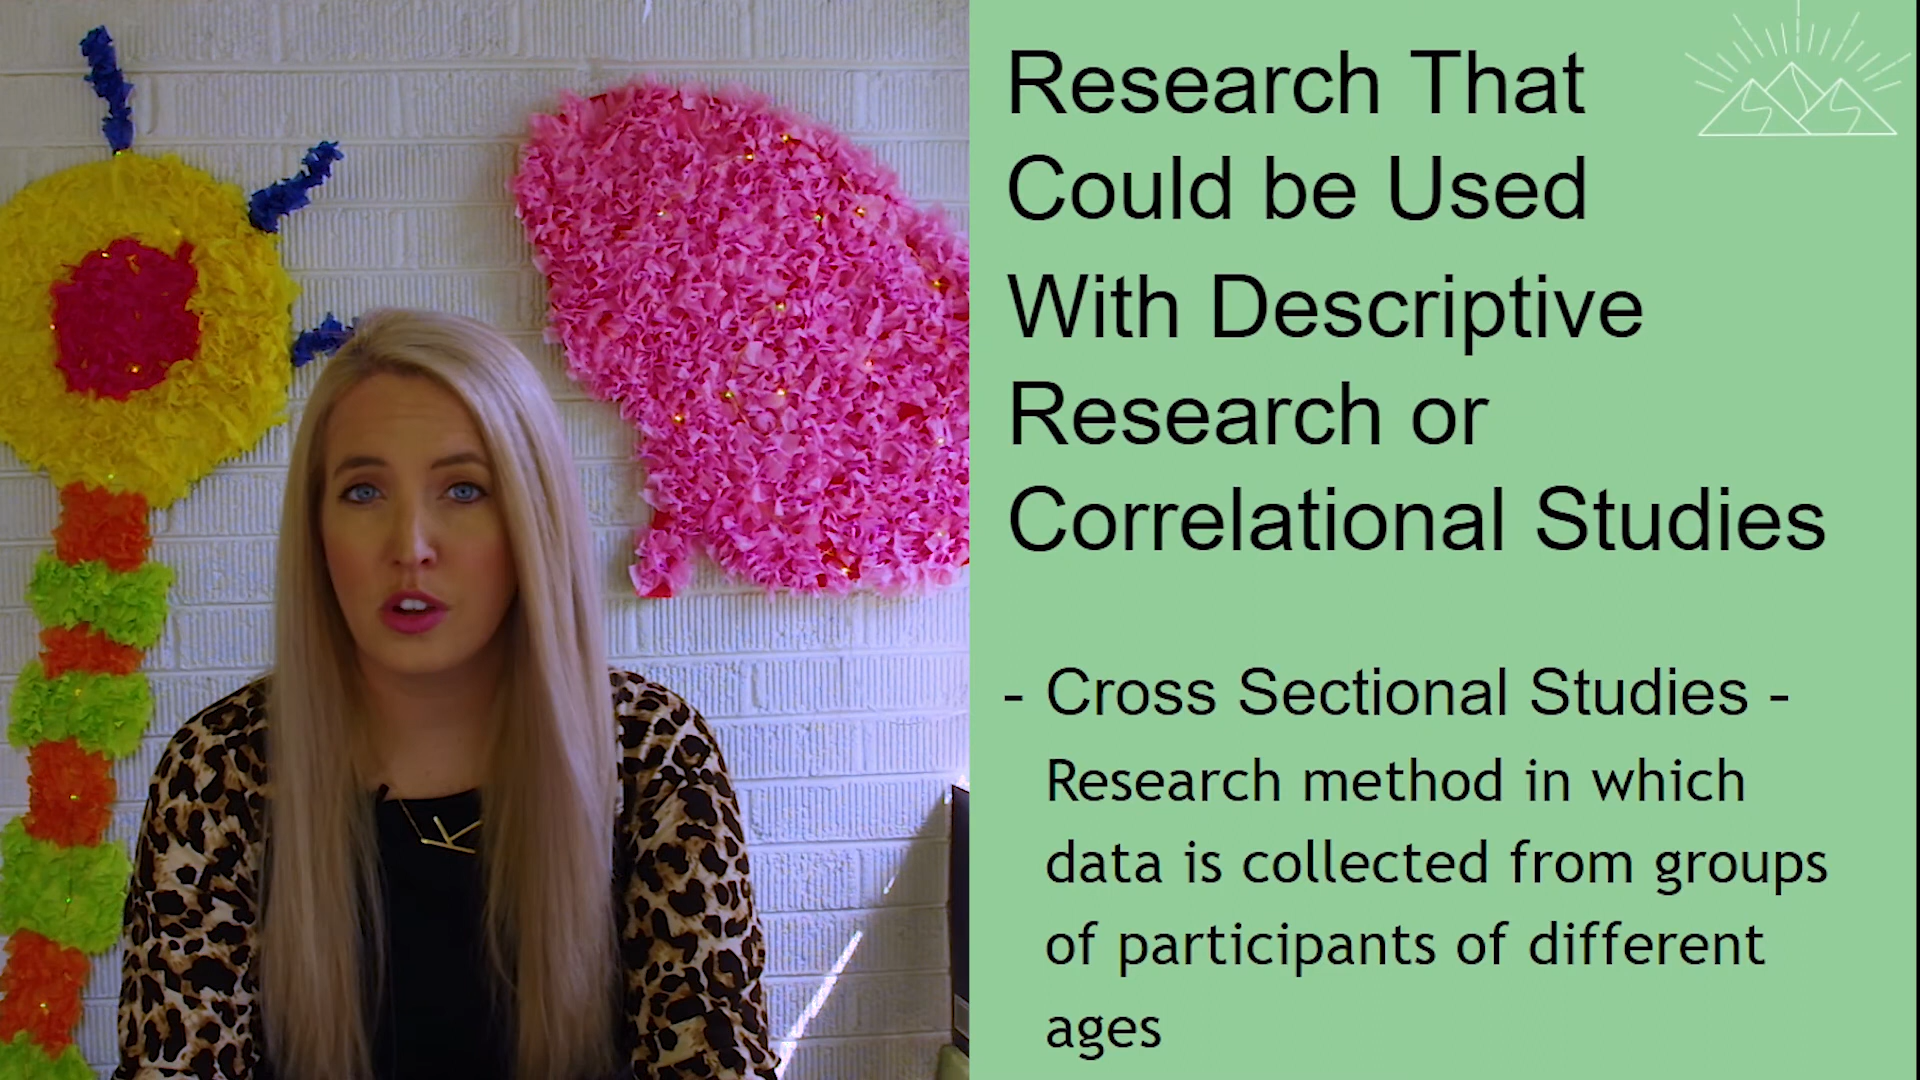 Research That
Could be Used
With Descriptive
Research or
Correlational Studies
- Cross Sectional Studies -
Research method in which
data is collected from groups
of participants of different
ages